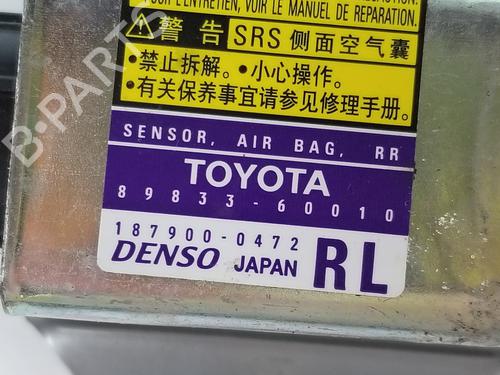 POUR L'ENTRETIEN, VOIR LE MANUEL DE REPARATION.
警告 SRS 侧面空气囊
•禁止拆解。•小心操作。
•有关保养事宜请参见修理手册。
SENSOR, AIR BAG, RR
TOYOTA
89833-60010
187900-0472
DENSO JAPAN RL
B-PARTS